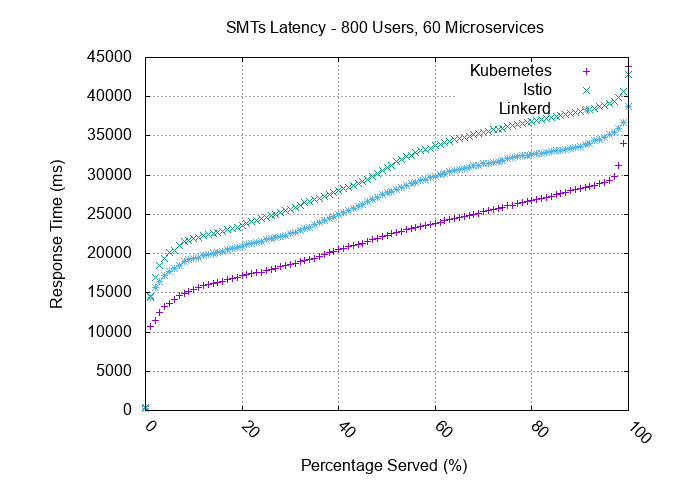 SMTs Latency - 800 Users, 60 Microservices
45000
40000
35000
30000
25000
20000
15000
10000
5000
0
Response Time (ms)
Kubernetes
Istio
Linkerd
0
20
40
60
80
100
Percentage Served (%)